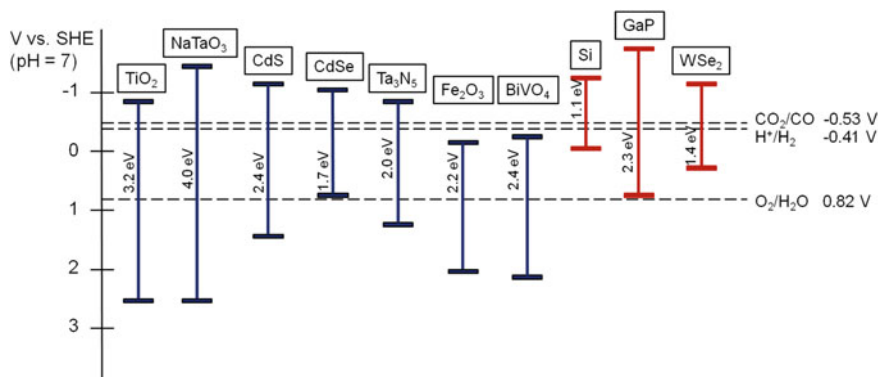 V vs. SHE
(pH = 7)
TiO₂
NaTaO₃
CdS
CdSe
Ta₃N₅
Fe₂O₃
BiVO₄
Si
GaP
WSe₂
-1
0
1
2
3
3.2 eV
4.0 eV
2.4 eV
1.7 eV
2.0 eV
2.2 eV
2.4 eV
1.1 eV
2.3 eV
1.4 eV
CO₂/CO -0.53 V
H⁺/H₂ -0.41 V
O₂/H₂O 0.82 V